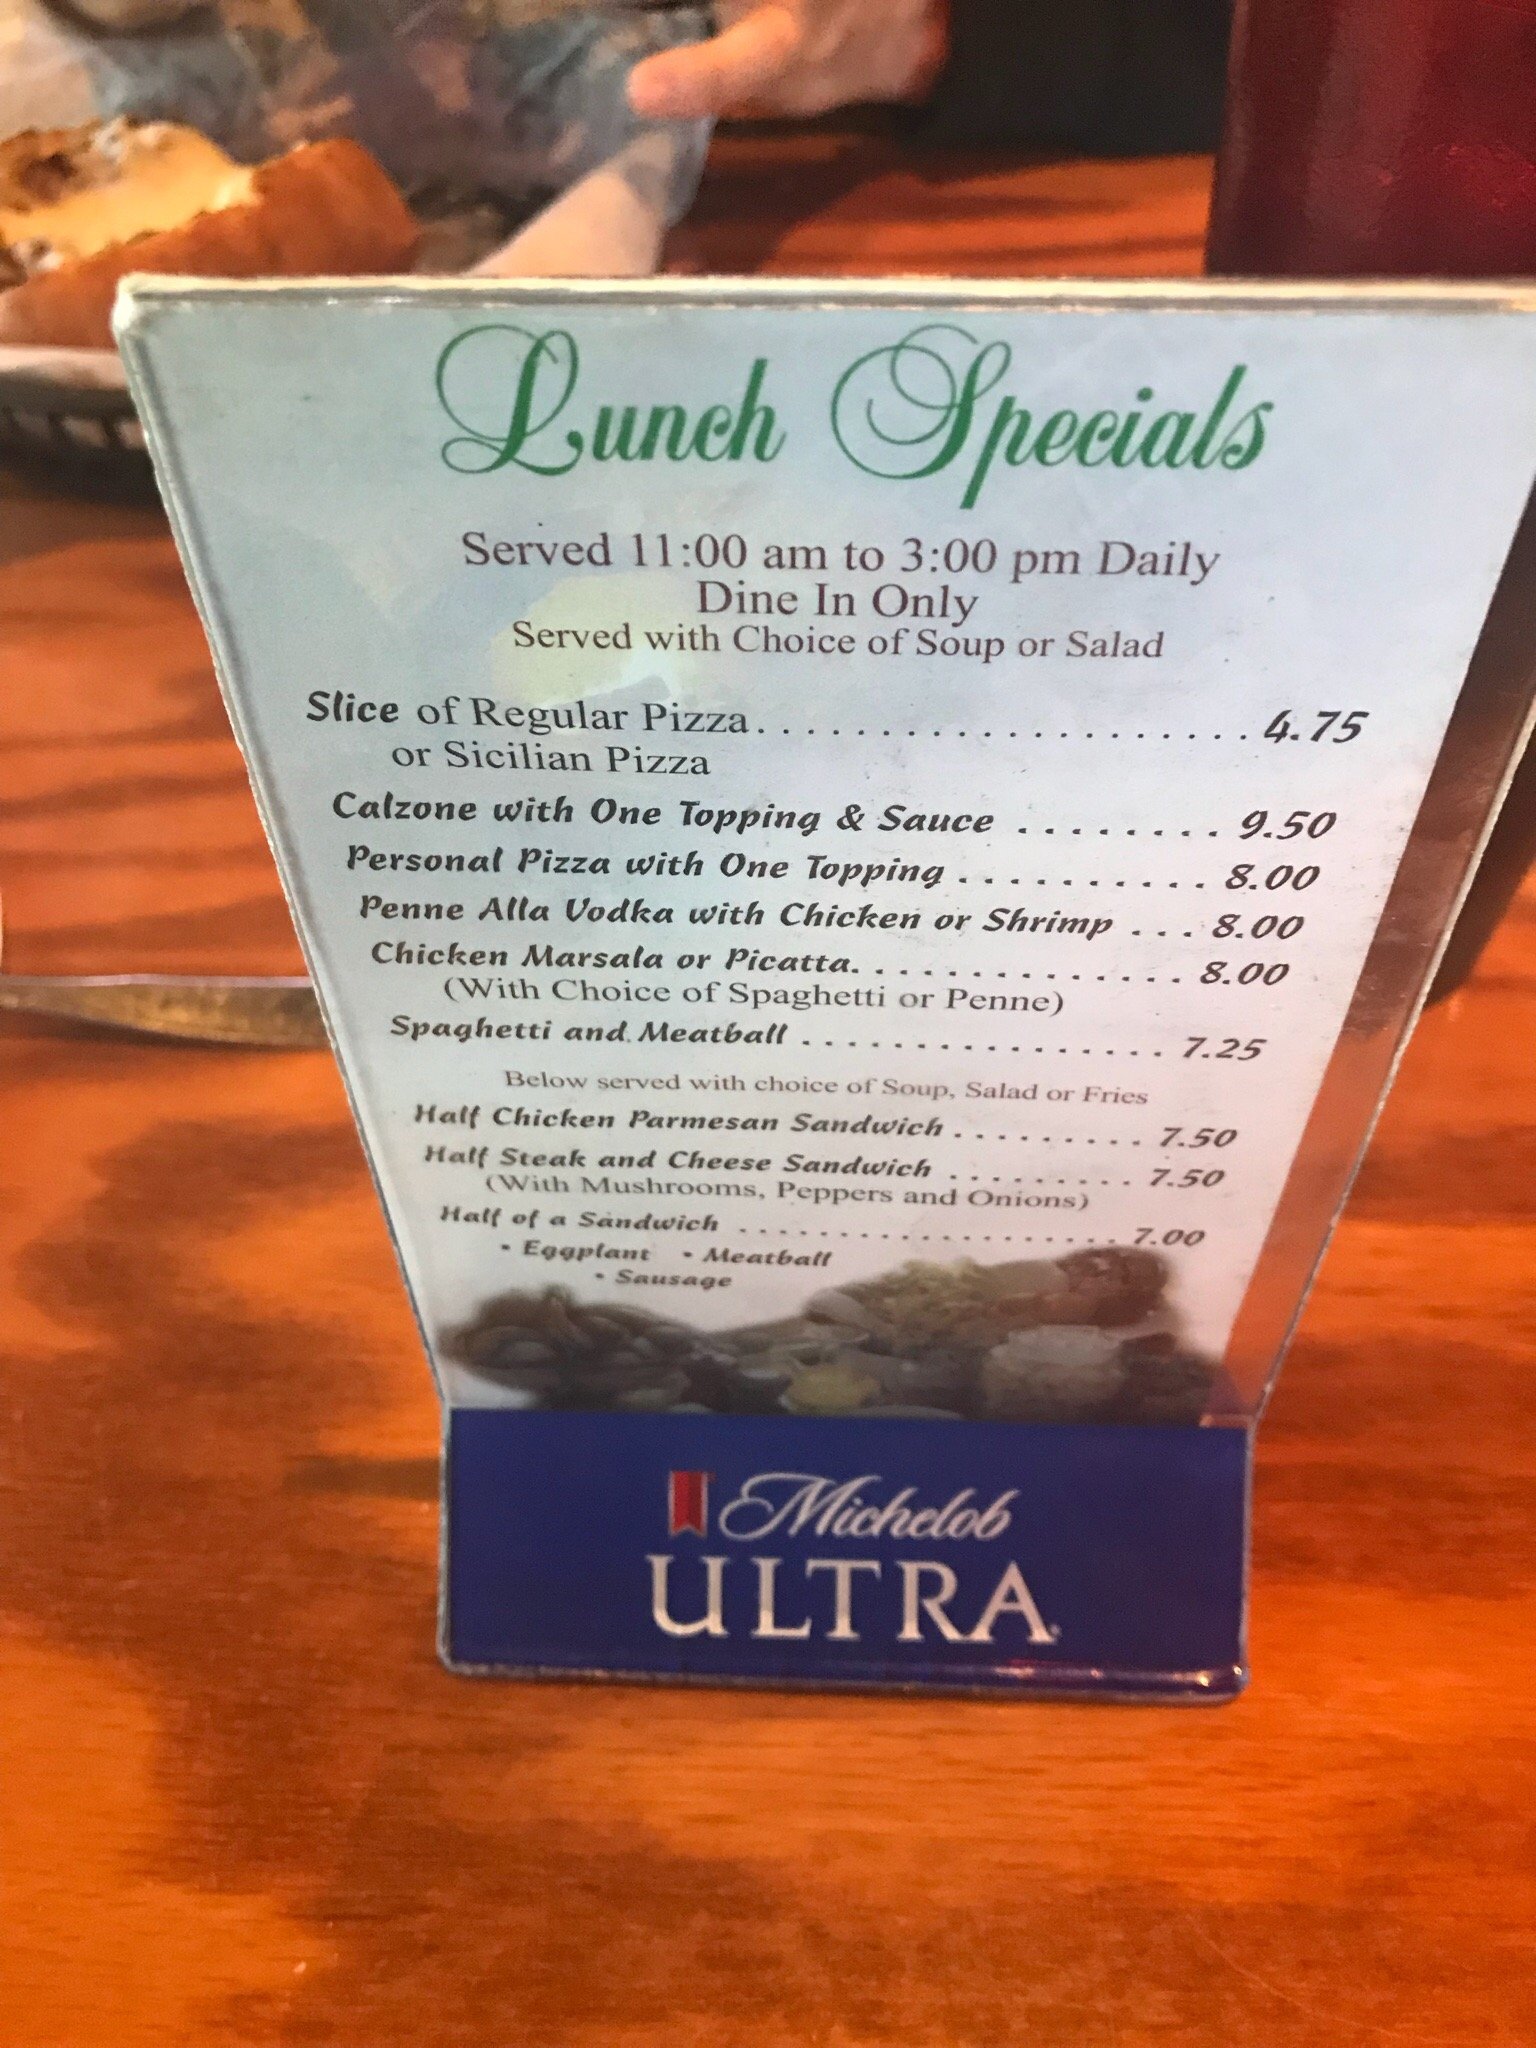 Lunch Specials
Served 11:00 am to 3:00 pm Daily
Dine In Only
Served with Choice of Soup or Salad
Slice of Regular Pizza.................... 4.75
or Sicilian Pizza
Calzone with One Topping & Sauce ........ 9.50
Personal Pizza with One Topping .......... 8.00
Penne Alla Vodka with Chicken or Shrimp ... 8.00
Chicken Marsala or Picatta.............. 8.00
(With Choice of Spaghetti or Penne)
Spaghetti and Meatball ................ 7.25
Below served with choice of Soup, Salad or Fries
Half Chicken Parmesan Sandwich ......... 7.50
Half Steak and Cheese Sandwich ......... 7.50
(With Mushrooms, Peppers and Onions)
Half of a Sandwich .................... 7.00
• Eggplant • Meatball
• Sausage
Michelob
ULTRA